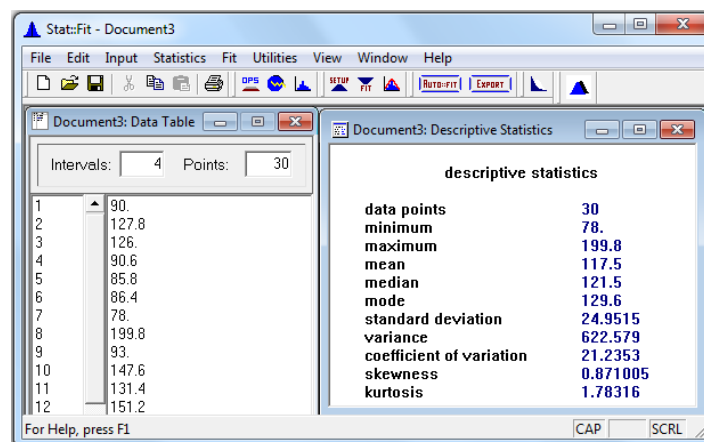 Stat::Fit - Document3
File Edit Input Statistics Fit Utilities View Window Help
OPS SETUP FIT AUTO::FIT EXPORT
Document3: Data Table
Intervals: 4 Points: 30
1 90.
2 127.8
3 126.
4 90.6
5 85.8
6 86.4
7 78.
8 199.8
9 93.
10 147.6
11 131.4
12 151.2
Document3: Descriptive Statistics
descriptive statistics
data points 30
minimum 78.
maximum 199.8
mean 117.5
median 121.5
mode 129.6
standard deviation 24.9515
variance 622.579
coefficient of variation 21.2353
skewness 0.871005
kurtosis 1.78316
For Help, press F1
CAP SCRL